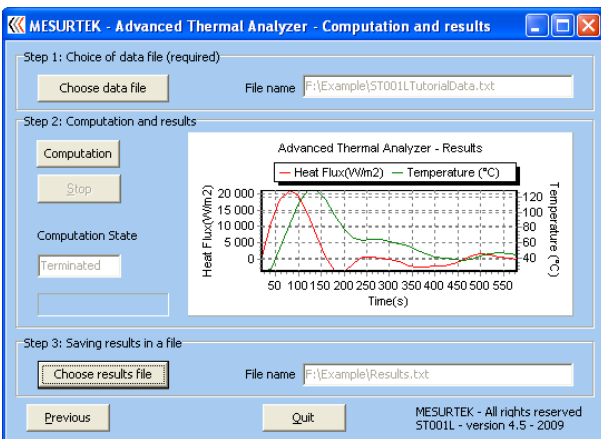 MESURTEK - Advanced Thermal Analyzer - Computation and results
Step 1: Choice of data file (required)
Choose data file
File name
F:\Example\ST001LTutorialData.txt
Step 2: Computation and results
Computation
Stop
Computation State
Terminated
Advanced Thermal Analyzer - Results
Heat Flux(W/m2) Temperature (°C)
Heat Flux(W/m2)
20 000
15 000
10 000
5 000
0
50 100 150 200 250 300 350 400 450 500 550
Time(s)
120
100
80
60
40
Temperature (°C)
Step 3: Saving results in a file
Choose results file
File name
F:\Example\Results.txt
Previous
Quit
MESURTEK - All rights reserved
ST001L - version 4.5 - 2009